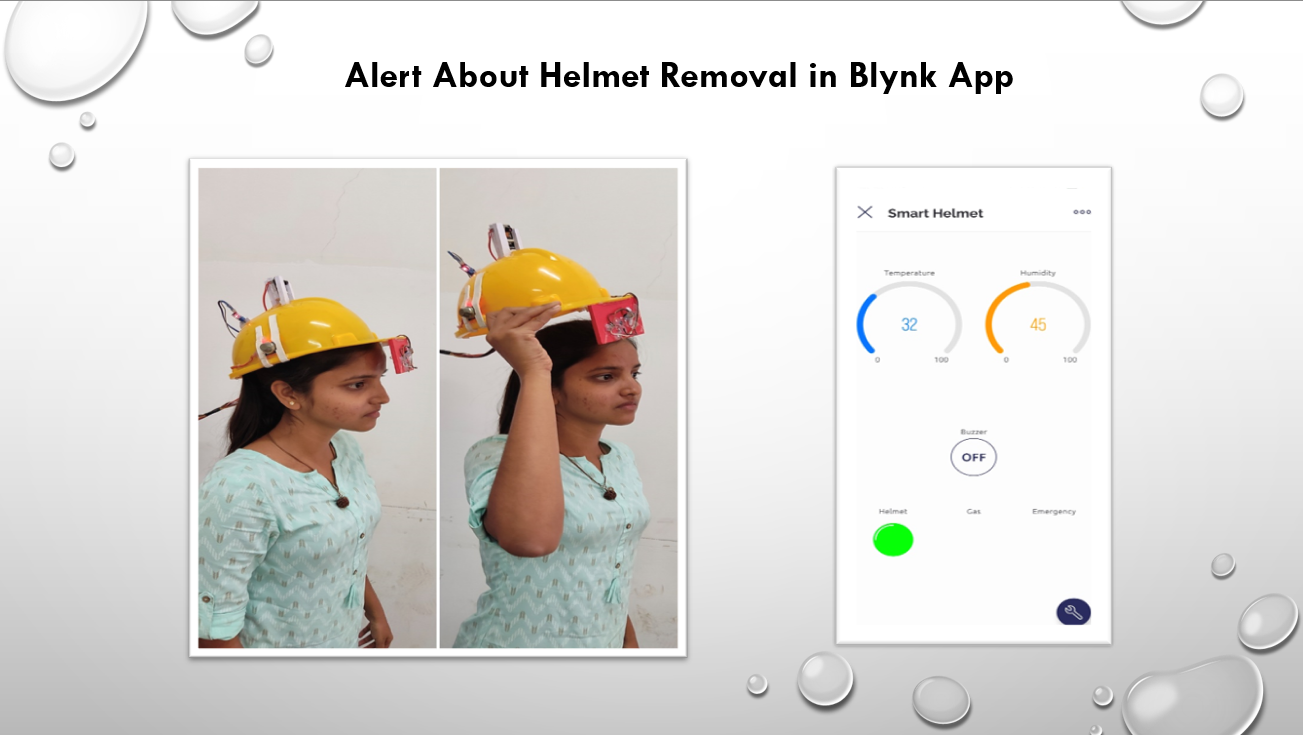 Alert About Helmet Removal in Blynk App
Smart Helmet
Temperature Humidity
32 45
0 100 0 100
Buzzer
OFF
Helmet Gas Emergency